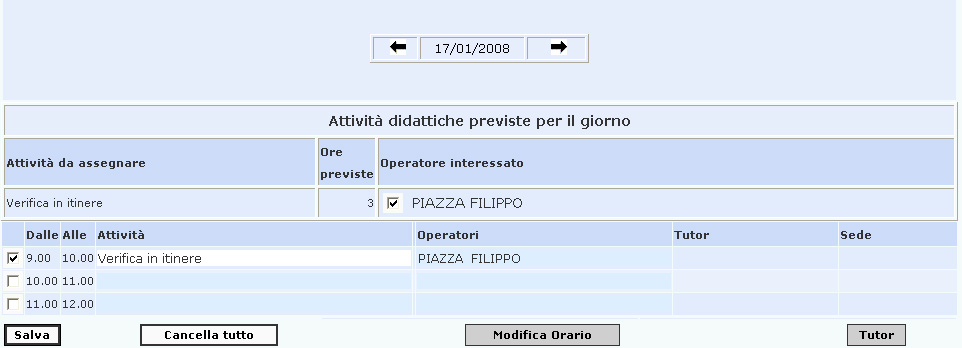 17/01/2008
Attività didattiche previste per il giorno
Attività da assegnare Ore previste Operatore interessato
Verifica in itinere 3 PIAZZA FILIPPO
Dalle Alle Attività Operatori Tutor Sede
9.00 10.00 Verifica in itinere PIAZZA FILIPPO
10.00 11.00
11.00 12.00
Salva Cancella tutto Modifica Orario Tutor